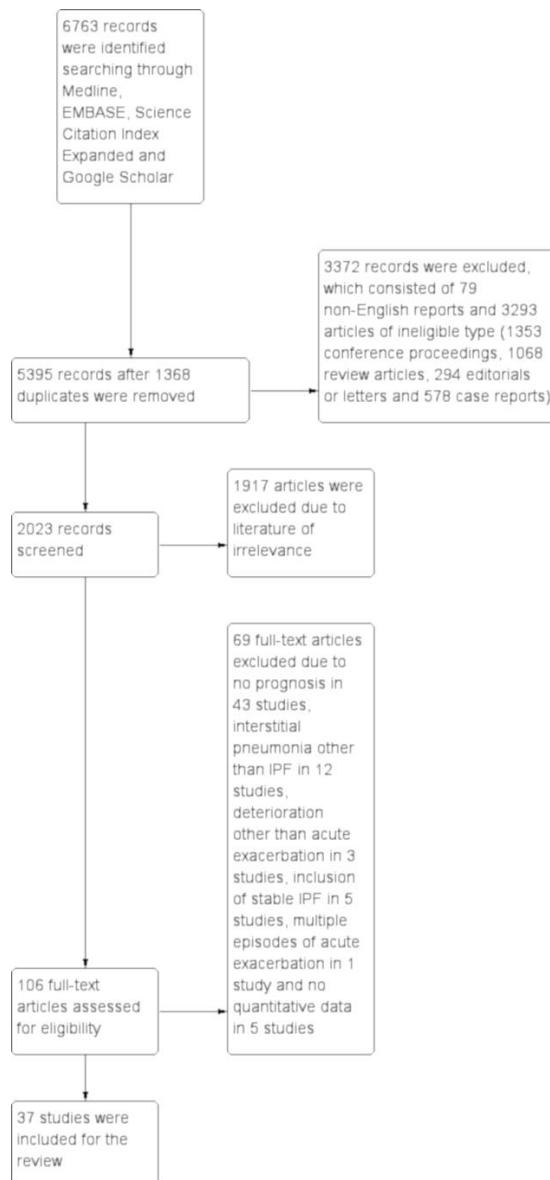 6763 records
were identified
searching through
Medline,
EMBASE, Science
Citation Index
Expanded and
Google Scholar
3372 records were excluded,
which consisted of 79
non-English reports and 3293
articles of ineligible type (1353
conference proceedings, 1068
review articles, 294 editorials
or letters and 578 case reports)
5395 records after 1368
duplicates were removed
1917 articles were
excluded due to
literature of
irrelevance
2023 records
screened
69 full-text articles
excluded due to
no prognosis in
43 studies,
interstitial
pneumonia other
than IPF in 12
studies,
deterioration
other than acute
exacerbation in 3
studies, inclusion
of stable IPF in 5
studies, multiple
episodes of acute
exacerbation in 1
study and no
quantitative data
in 5 studies
106 full-text
articles assessed
for eligibility
37 studies were
included for the
review